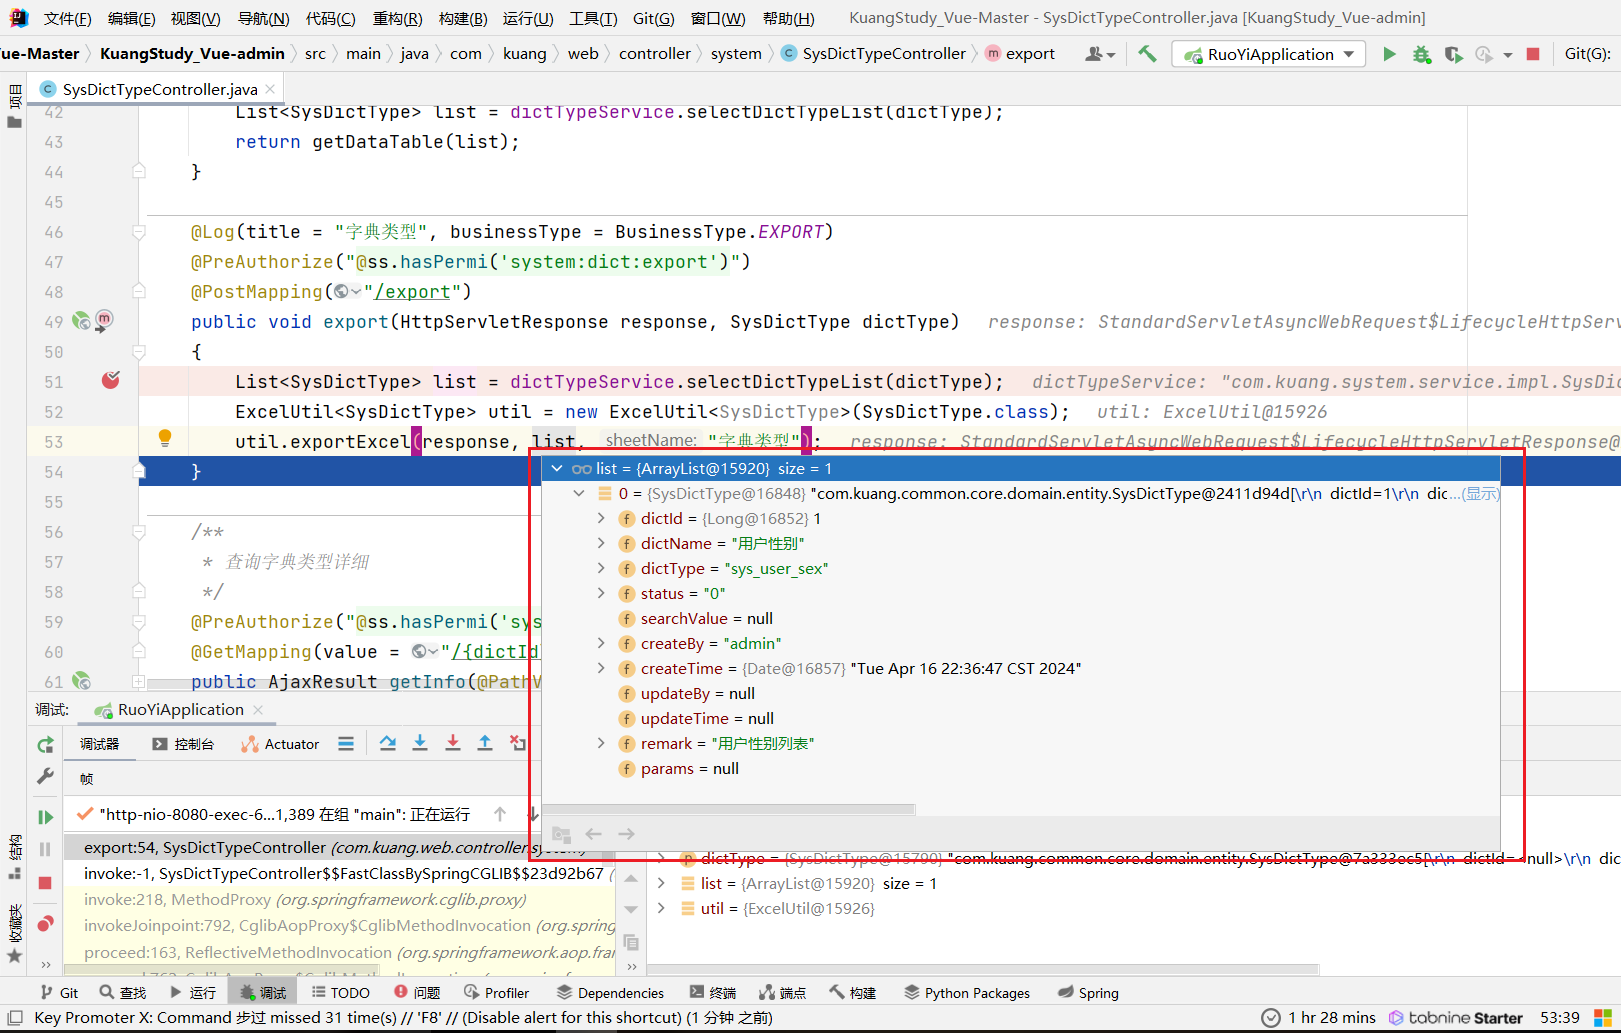 文件(F) 编辑(E) 视图(V) 导航(N) 代码(C) 重构(R) 构建(B) 运行(U) 工具(T) Git(G) 窗口(W) 帮助(H) KuangStudy_Vue-Master - SysDictTypeController.java [KuangStudy_Vue-admin]
ue-Master KuangStudy_Vue-admin src main java com kuang web controller system SysDictTypeController export RuoYiApplication Git(G):
项目
SysDictTypeController.java
42 List<SysDictType> list = dictTypeService.selectDictTypeList(dictType);
43 return getDataTable(list);
44 }
45
46 @Log(title = "字典类型", businessType = BusinessType.EXPORT)
47 @PreAuthorize("@ss.hasPermi('system:dict:export')")
48 @PostMapping("/export")
49 public void export(HttpServletResponse response, SysDictType dictType) response: StandardServletAsyncWebRequest$LifecycleHttpServ
50 {
51 List<SysDictType> list = dictTypeService.selectDictTypeList(dictType); dictTypeService: "com.kuang.system.service.impl.SysDic
52 ExcelUtil<SysDictType> util = new ExcelUtil<SysDictType>(SysDictType.class); util: ExcelUtil@15926
53 util.exportExcel(response, list, sheetName: "字典类型"); response: StandardServletAsyncWebRequest$LifecycleHttpServletResponse@
54 }
list = {ArrayList@15920} size = 1
0 = {SysDictType@16848} "com.kuang.common.core.domain.entity.SysDictType@2411d94d[\r\n dictId=1\r\n dic...(显示)
dictId = {Long@16852} 1
dictName = "用户性别"
dictType = "sys_user_sex"
status = "0"
searchValue = null
createBy = "admin"
createTime = {Date@16857} "Tue Apr 16 22:36:47 CST 2024"
updateBy = null
updateTime = null
remark = "用户性别列表"
params = null
55
56 /**
57 * 查询字典类型详细
58 */
59 @PreAuthorize("@ss.hasPermi('sys
60 @GetMapping(value = "/{dictId
61 public AjaxResult getInfo(@PathV
调试: RuoYiApplication
调试器 控制台 Actuator
帧
"http-nio-8080-exec-6...1,389 在组 "main": 正在运行
export:54, SysDictTypeController (com.kuang.web.controller.system)
invoke:-1, SysDictTypeController$$FastClassBySpringCGLIB$$23d92b67 (
invoke:218, MethodProxy (org.springframework.cglib.proxy)
invokeJoinpoint:792, CglibAopProxy$CglibMethodInvocation (org.spring
proceed:163, ReflectiveMethodInvocation (org.springframework.aop.fra
dictType = {SysDictType@15790} "com.kuang.common.core.domain.entity.SysDictType@7a333ec5[\r\n dictId=<null>\r\n dic
list = {ArrayList@15920} size = 1
util = {ExcelUtil@15926}
结构
收藏夹
Git 查找 运行 调试 TODO 问题 Profiler Dependencies 终端 端点 构建 Python Packages Spring
Key Promoter X: Command 步过 missed 31 time(s) // 'F8' // (Disable alert for this shortcut) (1 分钟 之前) 1 hr 28 mins tabnine Starter 53:39